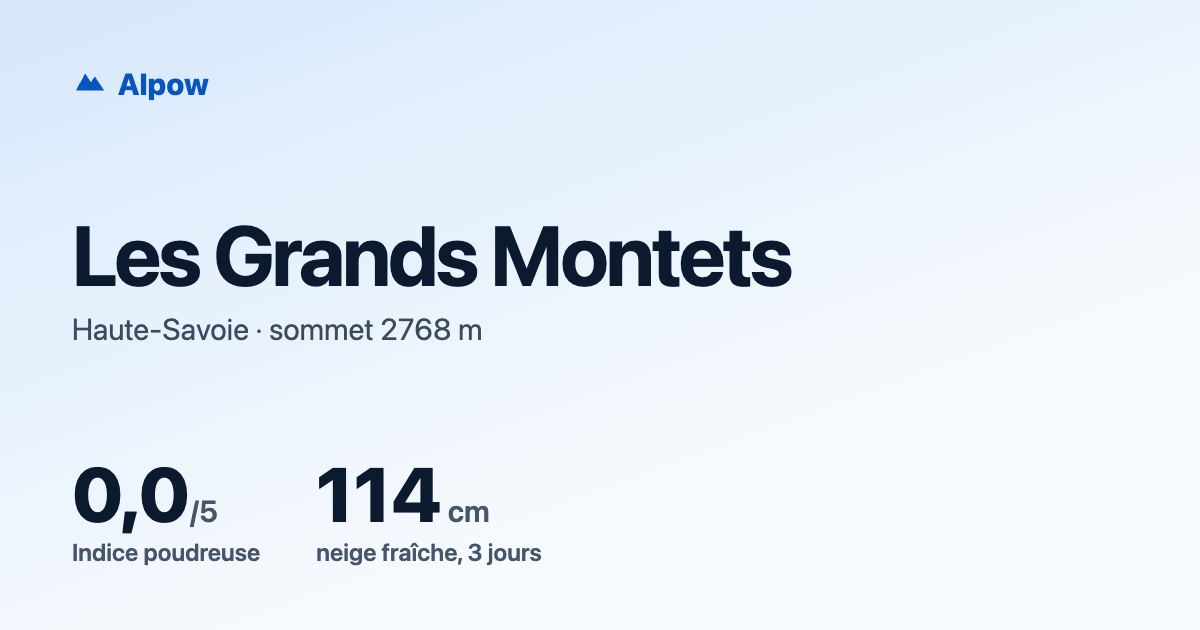 Alpow
Les Grands Montets
Haute-Savoie · sommet 2768 m
0,0/5 114 cm
Indice poudreuse neige fraîche, 3 jours